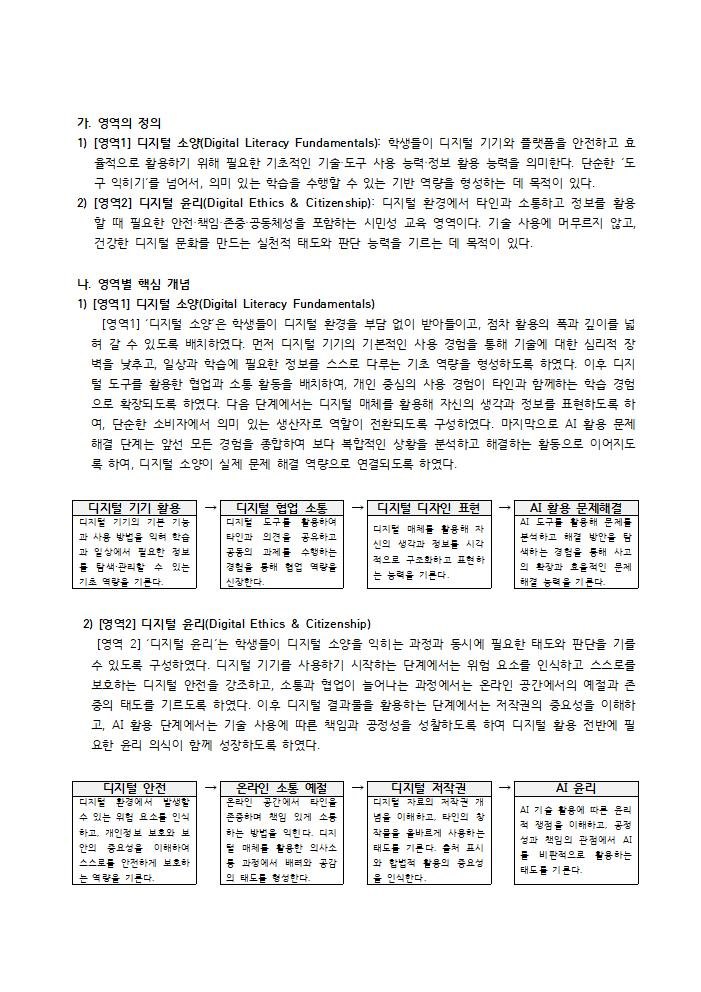 가. 영역의 정의
1) [영역1] 디지털 소양(Digital Literacy Fundamentals): 학생들이 디지털 기기와 플랫폼을 안전하고 효
율적으로 활용하기 위해 필요한 기초적인 기술·도구 사용 능력·정보 활용 능력을 의미한다. 단순한 ‘도
구 익히기’를 넘어서, 의미 있는 학습을 수행할 수 있는 기반 역량을 형성하는 데 목적이 있다.
2) [영역2] 디지털 윤리(Digital Ethics & Citizenship): 디지털 환경에서 타인과 소통하고 정보를 활용
할 때 필요한 안전·책임·존중·공동체성을 포함하는 시민성 교육 영역이다. 기술 사용에 머무르지 않고,
건강한 디지털 문화를 만드는 실천적 태도와 판단 능력을 기르는 데 목적이 있다.
나. 영역별 핵심 개념
1) [영역1] 디지털 소양(Digital Literacy Fundamentals)
[영역1] ‘디지털 소양’은 학생들이 디지털 환경을 부담 없이 받아들이고, 점차 활용의 폭과 깊이를 넓
혀 갈 수 있도록 배치하였다. 먼저 디지털 기기의 기본적인 사용 경험을 통해 기술에 대한 심리적 장
벽을 낮추고, 일상과 학습에 필요한 정보를 스스로 다루는 기초 역량을 형성하도록 하였다. 이후 디지
털 도구를 활용한 협업과 소통 활동을 배치하여, 개인 중심의 사용 경험이 타인과 함께하는 학습 경험
으로 확장되도록 하였다. 다음 단계에서는 디지털 매체를 활용해 자신의 생각과 정보를 표현하도록 하
여, 단순한 소비자에서 의미 있는 생산자로 역할이 전환되도록 구성하였다. 마지막으로 AI 활용 문제
해결 단계는 앞선 모든 경험을 종합하여 보다 복합적인 상황을 분석하고 해결하는 활동으로 이어지도
록 하여, 디지털 소양이 실제 문제 해결 역량으로 연결되도록 하였다.
디지털 기기 활용
디지털 기기의 기본 기능
과 사용 방법을 익혀 학습
과 일상에서 필요한 정보
를 탐색·관리할 수 있는
기초 역량을 기른다.
→
디지털 협업 소통
디지털 도구를 활용하여
타인과 의견을 공유하고
공동의 과제를 수행하는
경험을 통해 협업 역량을
신장한다.
→
디지털 디자인 표현
디지털 매체를 활용해 자
신의 생각과 정보를 시각
적으로 구조화하고 표현하
는 능력을 기른다.
→
AI 활용 문제해결
AI 도구를 활용해 문제를
분석하고 해결 방안을 탐
색하는 경험을 통해 사고
의 확장과 효율적인 문제
해결 능력을 기른다.
2) [영역2] 디지털 윤리(Digital Ethics & Citizenship)
[영역 2] ‘디지털 윤리’는 학생들이 디지털 소양을 익히는 과정과 동시에 필요한 태도와 판단을 기를
수 있도록 구성하였다. 디지털 기기를 사용하기 시작하는 단계에서는 위험 요소를 인식하고 스스로를
보호하는 디지털 안전을 강조하고, 소통과 협업이 늘어나는 과정에서는 온라인 공간에서의 예절과 존
중의 태도를 기르도록 하였다. 이후 디지털 결과물을 활용하는 단계에서는 저작권의 중요성을 이해하
고, AI 활용 단계에서는 기술 사용에 따른 책임과 공정성을 성찰하도록 하여 디지털 활용 전반에 필
요한 윤리 의식이 함께 성장하도록 하였다.
디지털 안전
디지털 환경에서 발생할
수 있는 위험 요소를 인식
하고, 개인정보 보호와 보
안의 중요성을 이해하여
스스로를 안전하게 보호하
는 역량을 기른다.
→
온라인 소통 예절
온라인 공간에서 타인을
존중하며 책임 있게 소통
하는 방법을 익힌다. 디지
털 매체를 활용한 의사소
통 과정에서 배려와 공감
의 태도를 형성한다.
→
디지털 저작권
디지털 자료의 저작권 개
념을 이해하고, 타인의 창
작물을 올바르게 사용하는
태도를 기른다. 출처 표시
와 합법적 활용의 중요성
을 인식한다.
→
AI 윤리
AI 기술 활용에 따른 윤리
적 쟁점을 이해하고, 공정
성과 책임의 관점에서 AI
를 비판적으로 활용하는
태도를 기른다.